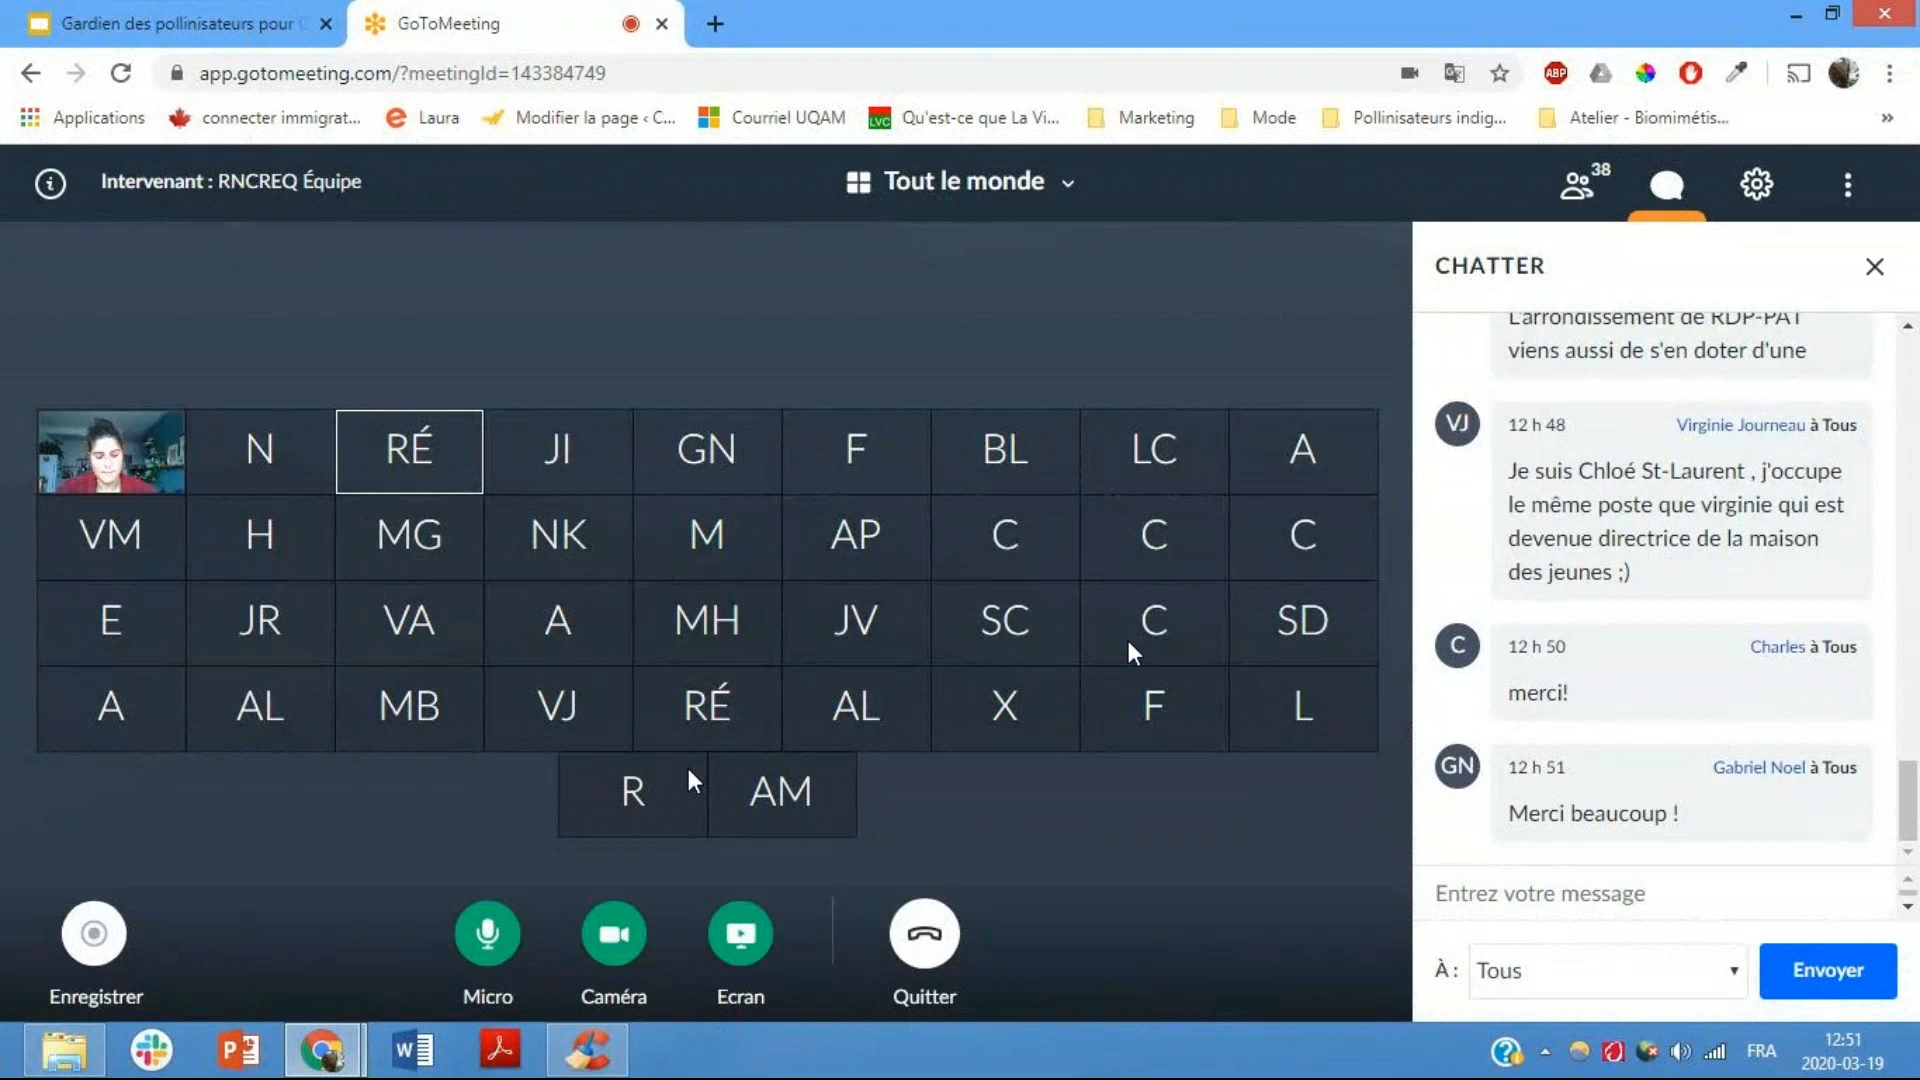 Gardien des pollinisateurs pour
GoToMeeting
app.gotomeeting.com/?meetingId=143384749
ABP
Applications
connecter immigrat...
Laura
Modifier la page ‹ C...
Courriel UQAM
LVC
Qu'est-ce que La Vi...
Marketing
Mode
Pollinisateurs indig...
Atelier - Biomimétis...
»
Intervenant : RNCREQ Équipe
Tout le monde
38
CHATTER
L'arrondissement de RDP-PAT
viens aussi de s'en doter d'une
VJ
12 h 48 Virginie Journeau à Tous
Je suis Chloé St-Laurent , j'occupe
le même poste que virginie qui est
devenue directrice de la maison
des jeunes ;)
C
12 h 50 Charles à Tous
merci!
GN
12 h 51 Gabriel Noel à Tous
Merci beaucoup !
Entrez votre message
À : Tous
Envoyer
N RÉ JI GN F BL LC A
VM H MG NK M AP C C C
E JR VA A MH JV SC C SD
A AL MB VJ RÉ AL X F L
R AM
Enregistrer
Micro
Caméra
Ecran
Quitter
FRA
12:51
2020-03-19